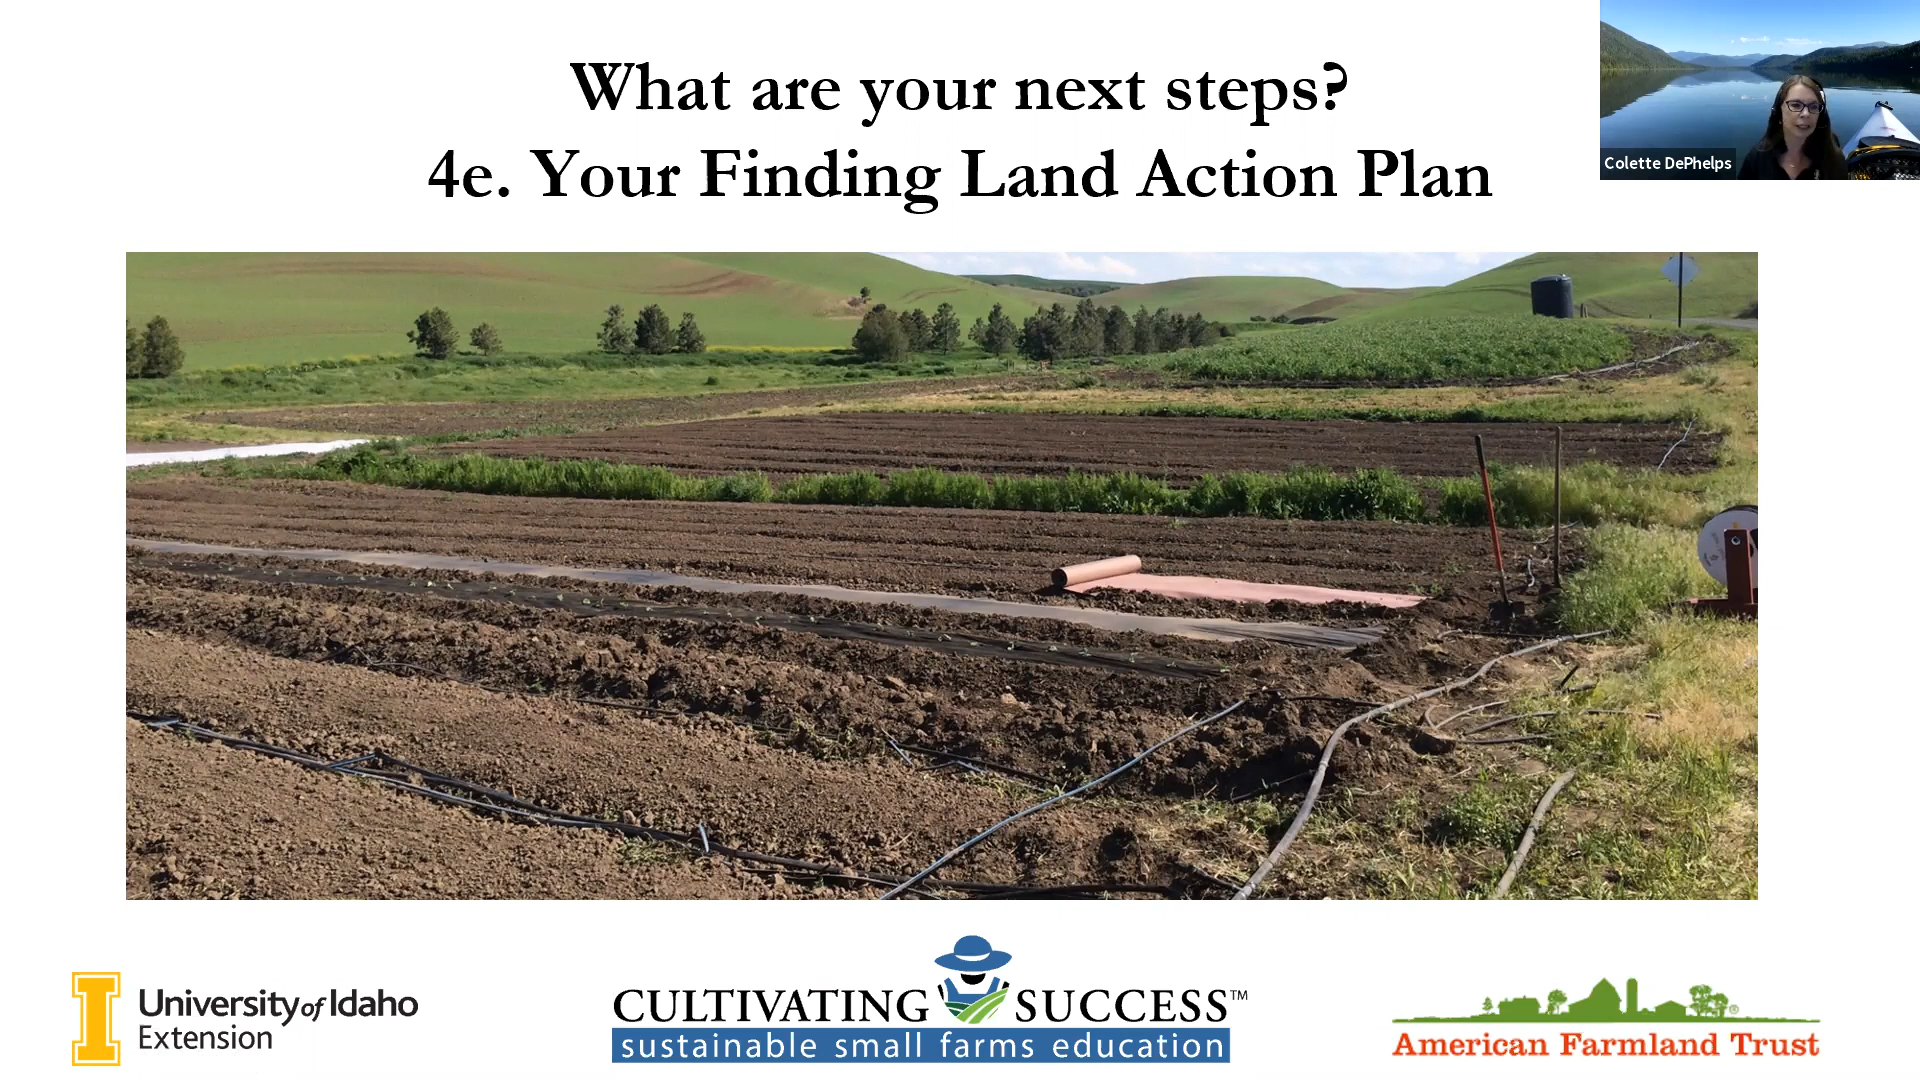 What are your next steps?
4e. Your Finding Land Action Plan
Colette DePhelps
University of Idaho
Extension
CULTIVATING SUCCESS™
sustainable small farms education
American Farmland Trust